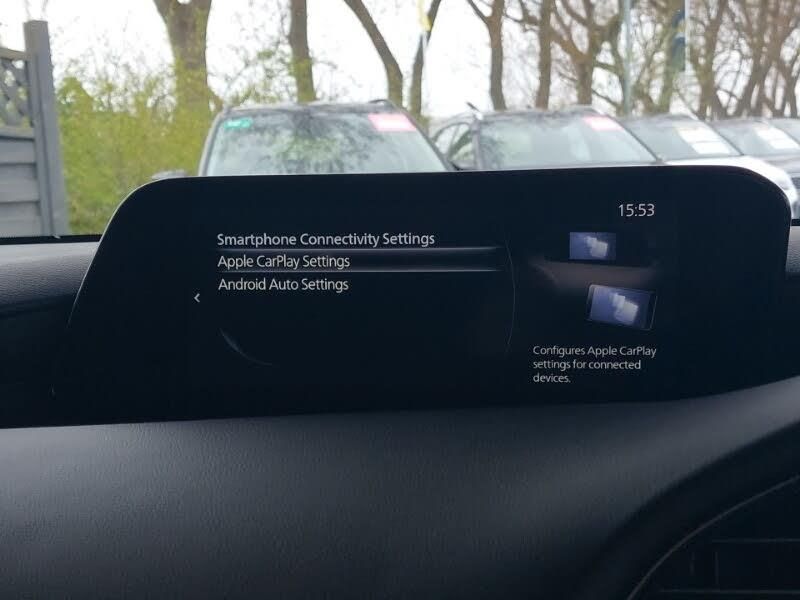 15:53
Smartphone Connectivity Settings
Apple CarPlay Settings
Android Auto Settings
Configures Apple CarPlay
settings for connected
devices.